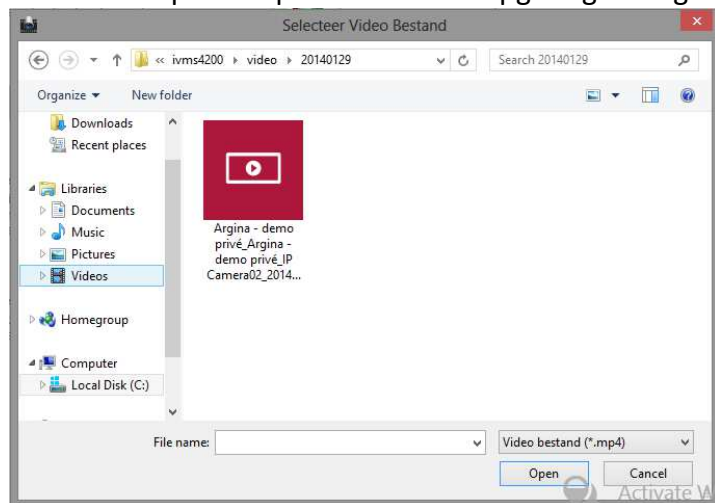 Selecteer Video Bestand
« ivms4200 video 20140129
Search 20140129
Organize
New folder
Downloads
Recent places
Libraries
Documents
Music
Pictures
Videos
Homegroup
Computer
Local Disk (C:)
Argina - demo
privé_Argina -
demo privé_IP
Camera02_2014...
File name:
Video bestand (*.mp4)
Open
Cancel
Activate W